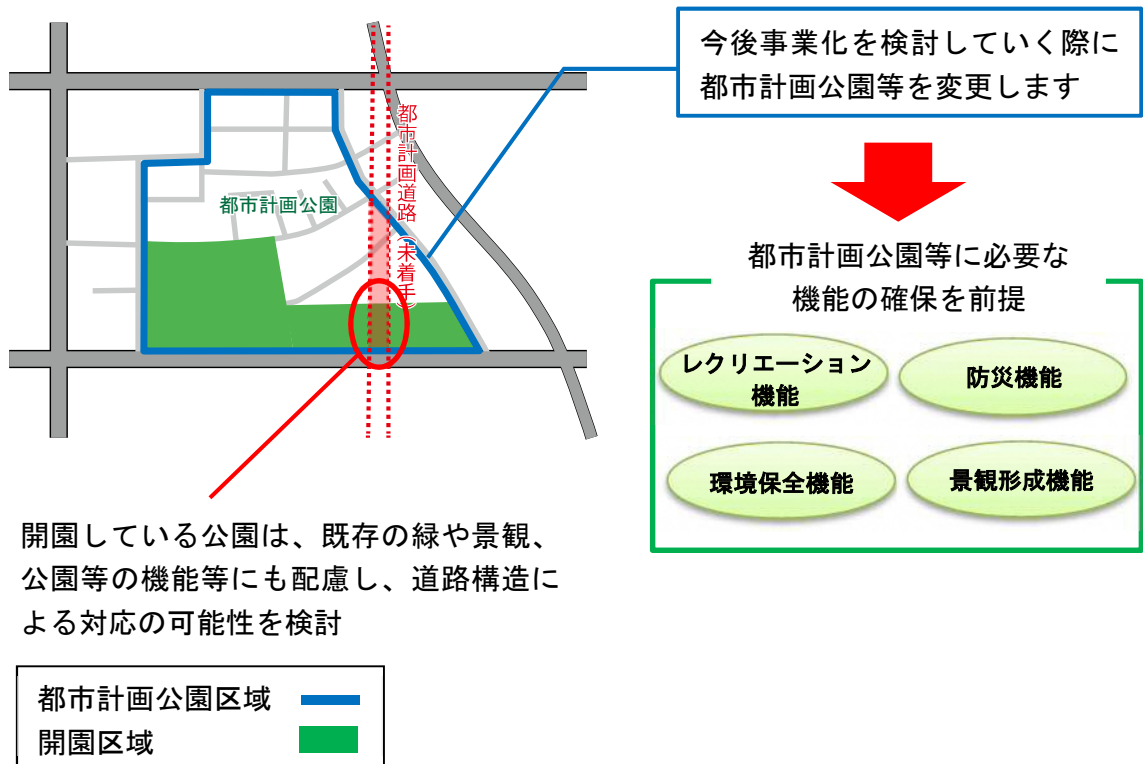 今後事業化を検討していく際に
都市計画公園等を変更します
都市計画道路（未着手）
都市計画公園
都市計画公園等に必要な
機能の確保を前提
レクリエーション
機能
防災機能
環境保全機能
景観形成機能
開園している公園は、既存の緑や景観、
公園等の機能等にも配慮し、道路構造に
よる対応の可能性を検討
都市計画公園区域
開園区域